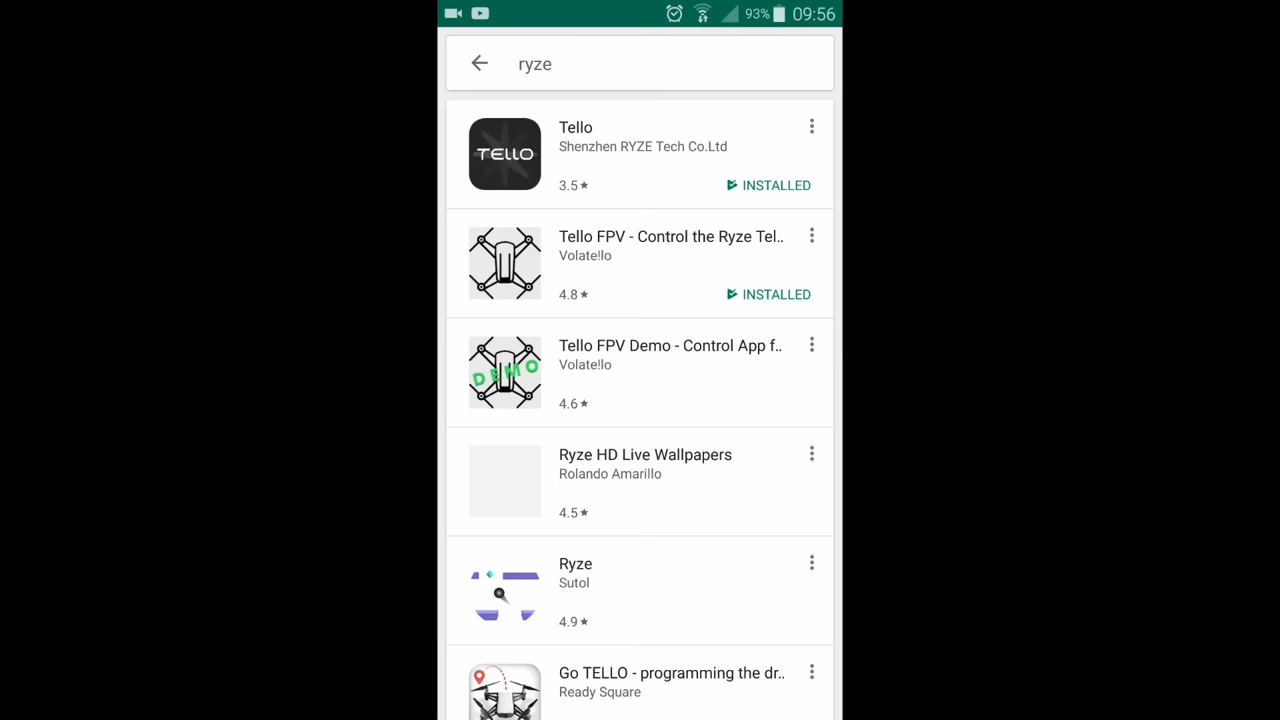 93% 09:56
ryze
TELLO
Tello
Shenzhen RYZE Tech Co.Ltd
3.5★
INSTALLED
Tello FPV - Control the Ryze Tel..
Volate!lo
4.8★
INSTALLED
DEMO
Tello FPV Demo - Control App f..
Volate!lo
4.6★
Ryze HD Live Wallpapers
Rolando Amarillo
4.5★
Ryze
Sutol
4.9★
Go TELLO - programming the dr..
Ready Square